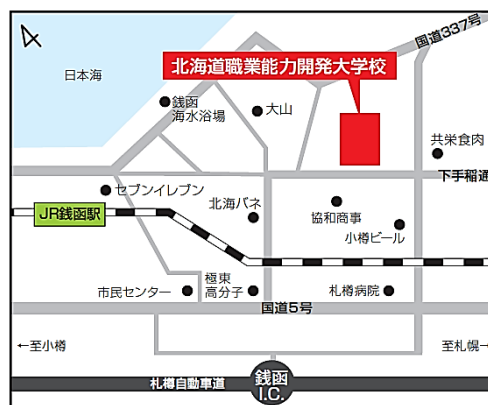 国道337号
日本海
北海道職業能力開発大学校
銭函
海水浴場
大山
共栄食肉
下手稲通
セブンイレブン
JR銭函駅
北海バネ
協和商事
小樽ビール
市民センター
極東
高分子
札樽病院
国道5号
←至小樽
至札幌→
札樽自動車道
銭函
I.C.